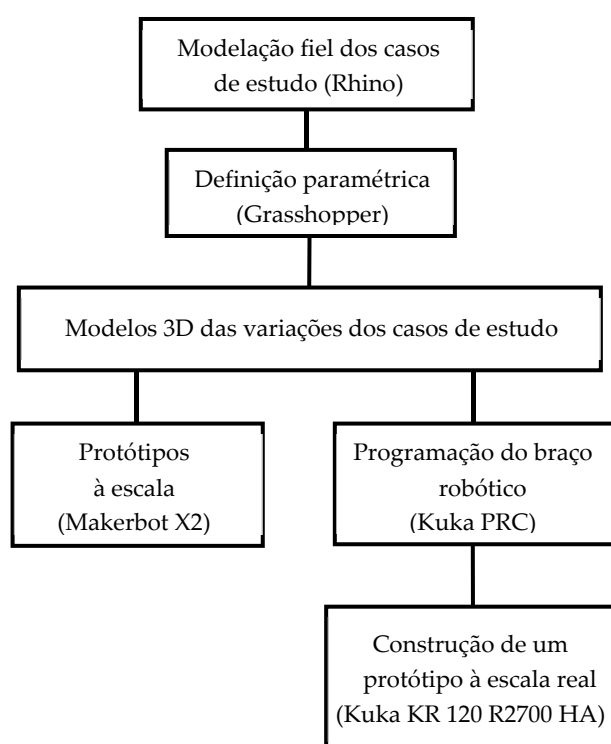 Modelação fiel dos casos
de estudo (Rhino)
Definição paramétrica
(Grasshopper)
Modelos 3D das variações dos casos de estudo
Protótipos
à escala
(Makerbot X2)
Programação do braço
robótico
(Kuka PRC)
Construção de um
protótipo à escala real
(Kuka KR 120 R2700 HA)